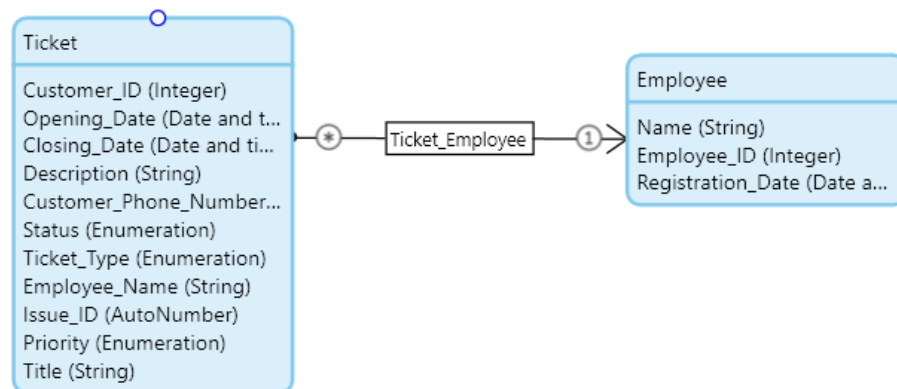 Ticket
Customer_ID (Integer)
Opening_Date (Date and t...
Closing_Date (Date and ti...
Description (String)
Customer_Phone_Number...
Status (Enumeration)
Ticket_Type (Enumeration)
Employee_Name (String)
Issue_ID (AutoNumber)
Priority (Enumeration)
Title (String)
*
Ticket_Employee
1
Employee
Name (String)
Employee_ID (Integer)
Registration_Date (Date a...